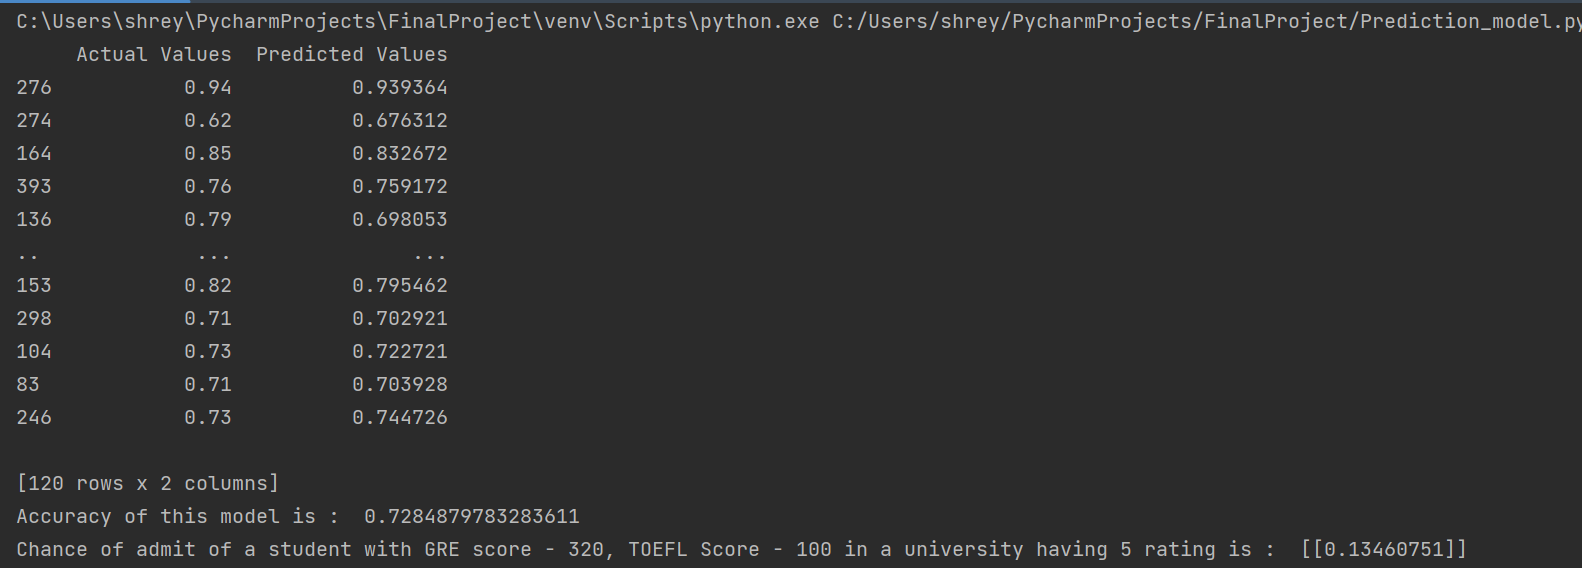 C:\Users\shrey\PycharmProjects\FinalProject\venv\Scripts\python.exe C:/Users/shrey/PycharmProjects/FinalProject/Prediction_model.py
     Actual Values  Predicted Values
276           0.94          0.939364
274           0.62          0.676312
164           0.85          0.832672
393           0.76          0.759172
136           0.79          0.698053
..             ...               ...
153           0.82          0.795462
298           0.71          0.702921
104           0.73          0.722721
83            0.71          0.703928
246           0.73          0.744726
[120 rows x 2 columns]
Accuracy of this model is :  0.7284879783283611
Chance of admit of a student with GRE score - 320, TOEFL Score - 100 in a university having 5 rating is :  [[0.13460751]]